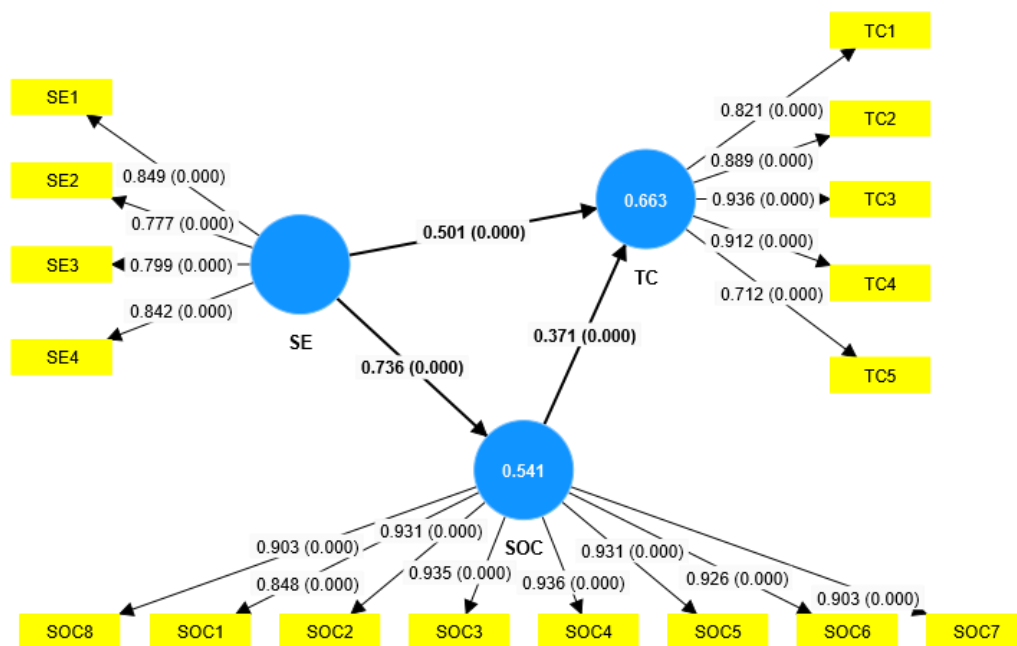 TC1
SE1
0.821 (0.000)
TC2
0.849 (0.000)
0.889 (0.000)
SE2
0.777 (0.000)
0.663
0.936 (0.000)
TC3
0.501 (0.000)
0.912 (0.000)
SE3
0.799 (0.000)
TC
TC4
0.842 (0.000)
0.712 (0.000)
SE
0.371 (0.000)
SE4
0.736 (0.000)
TC5
0.541
0.931 (0.000)
0.903 (0.000)
SOC
0.931 (0.000)
0.848 (0.000)
0.935 (0.000)
0.936 (0.000)
0.926 (0.000)
0.903 (0.000)
SOC8
SOC1
SOC2
SOC3
SOC4
SOC5
SOC6
SOC7